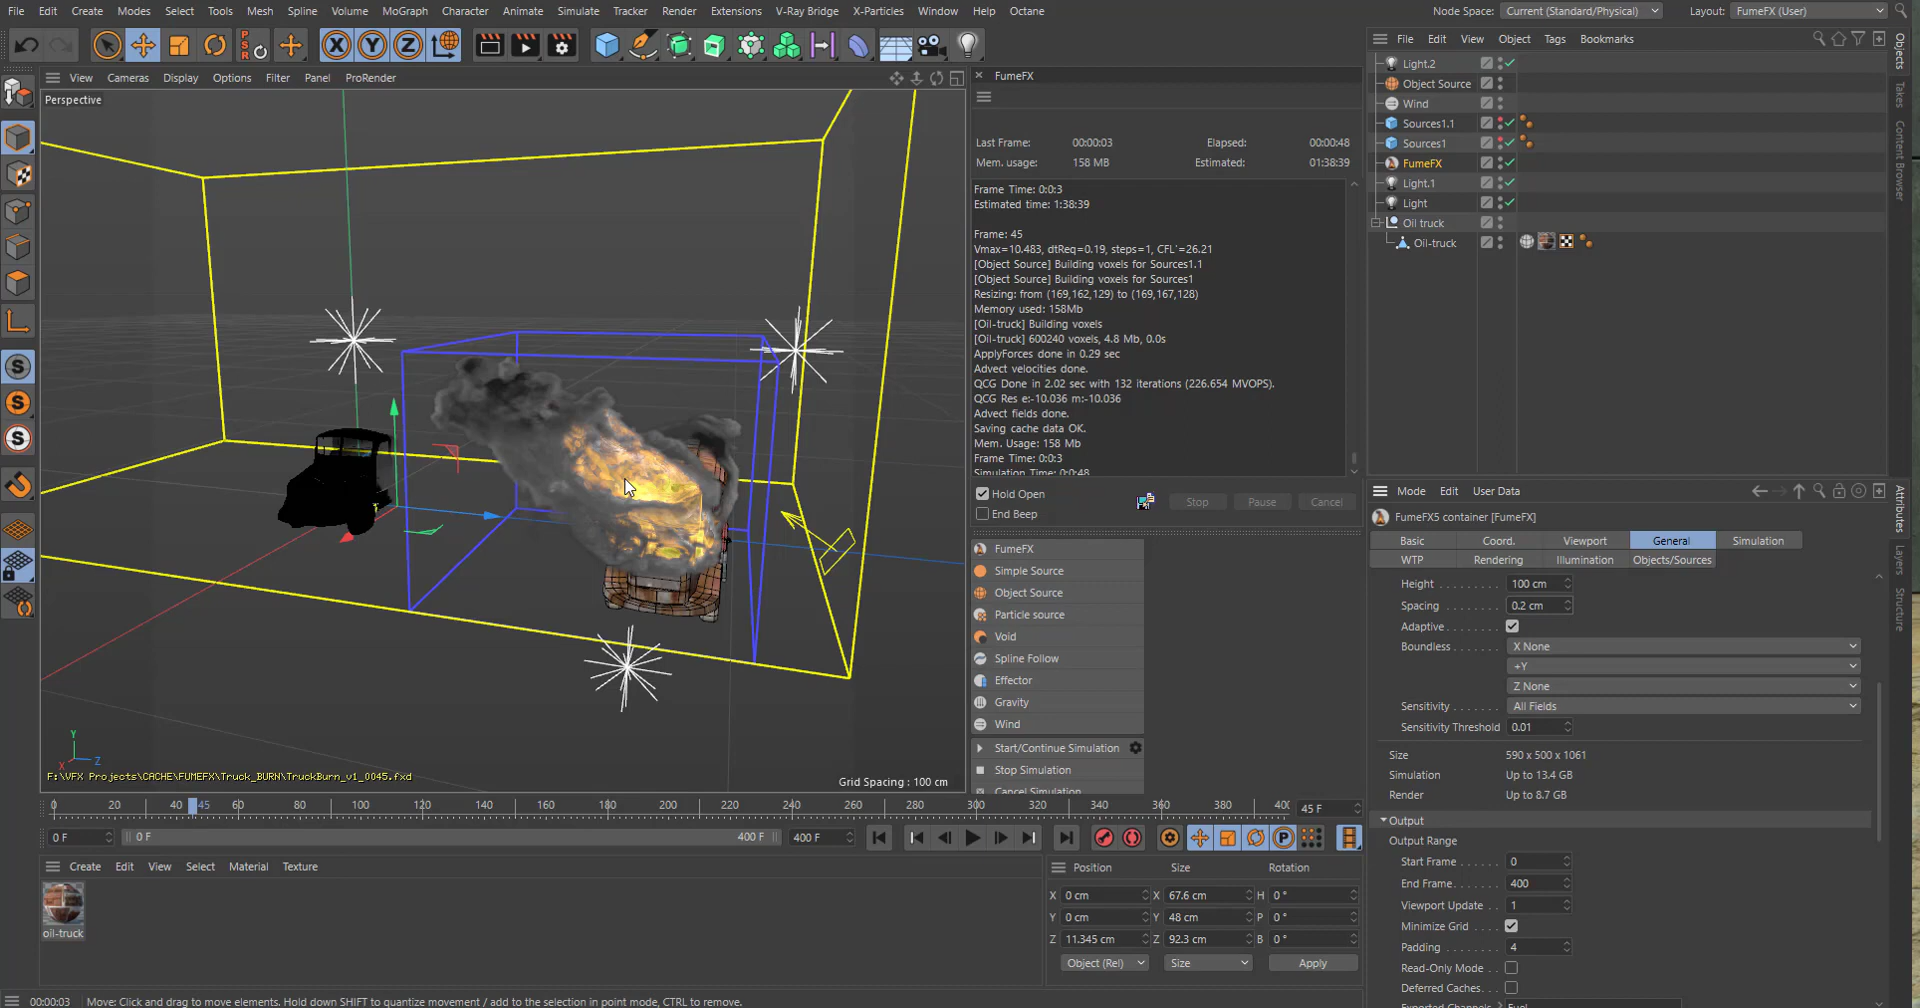 File Edit Create Modes Select Tools Mesh Spline Volume MoGraph Character Animate Simulate Tracker Render Extensions V-Ray Bridge X-Particles Window Help Octane
Node Space: Current (Standard/Physical) Layout: FumeFX (User)
View Cameras Display Options Filter Panel ProRender
Perspective
F:\VFX Projects\CACHE\FUMEFX\Truck_BURN\TruckBurn_v1_0045.fxd
Grid Spacing : 100 cm
FumeFX
Last Frame: 00:00:03 Elapsed: 00:00:48
Mem. usage: 158 MB Estimated: 01:38:39
Frame Time: 0:0:3
Estimated time: 1:38:39
Frame: 45
Vmax=10.483, dtReq=0.19, steps=1, CFL`=26.21
[Object Source] Building voxels for Sources1.1
[Object Source] Building voxels for Sources1
Resizing: from (169,162,129) to (169,167,128)
Memory used: 158Mb
[Oil-truck] Building voxels
[Oil-truck] 600240 voxels, 4.8 Mb, 0.0s
ApplyForces done in 0.29 sec
Advect velocities done.
QCG Done in 2.02 sec with 132 iterations (226.654 MVOPS).
QCG Res e:-10.036 m:-10.036
Advect fields done.
Saving cache data OK.
Mem. Usage: 158 Mb
Frame Time: 0:0:3
Simulation Time: 0:0:48
Hold Open
Stop Pause Cancel
End Beep
FumeFX
Simple Source
Object Source
Particle source
Void
Spline Follow
Effector
Gravity
Wind
Start/Continue Simulation
Stop Simulation
Cancel Simulation
File Edit View Object Tags Bookmarks
Light.2
Object Source
Wind
Sources1.1
Sources1
FumeFX
Light.1
Light
Oil truck
Oil-truck
Objects
Takes
Content Browser
Mode Edit User Data
FumeFX5 container [FumeFX]
Basic Coord. Viewport General Simulation
WTP Rendering Illumination Objects/Sources
Height 100 cm
Spacing 0.2 cm
Adaptive
Boundless X None
+Y
Z None
Sensitivity All Fields
Sensitivity Threshold 0.01
Size 590 x 500 x 1061
Simulation Up to 13.4 GB
Render Up to 8.7 GB
Output
Output Range
Start Frame 0
End Frame 400
Viewport Update 1
Minimize Grid
Padding 4
Read-Only Mode
Deferred Caches
Exported Channels Fuel
Attributes
Layers
Structure
0 20 40 45 60 80 100 120 140 160 180 200 220 240 260 280 300 320 340 360 380 40 45 F
0 F 0 F 400 F 400 F
Create Edit View Select Material Texture
oil-truck
Position Size Rotation
X 0 cm X 67.6 cm H 0 °
Y 0 cm Y 48 cm P 0 °
Z 11.345 cm Z 92.3 cm B 0 °
Object (Rel) Size Apply
00:00:03 Move: Click and drag to move elements. Hold down SHIFT to quantize movement / add to the selection in point mode, CTRL to remove.